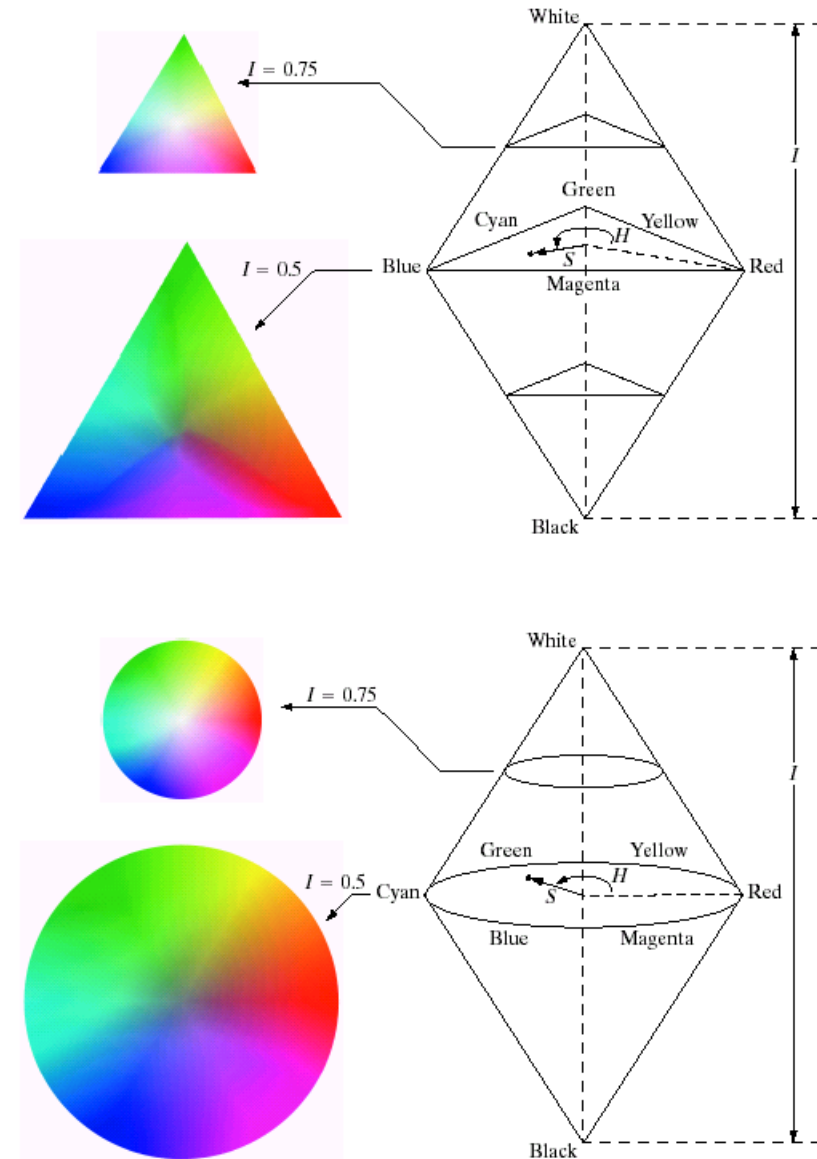 White
I = 0.75
I
Green
Cyan
Yellow
H
I = 0.5
Blue
S
Red
Magenta
Black
White
I = 0.75
I
Green
Yellow
I = 0.5
H
Cyan
S
Red
Blue
Magenta
Black